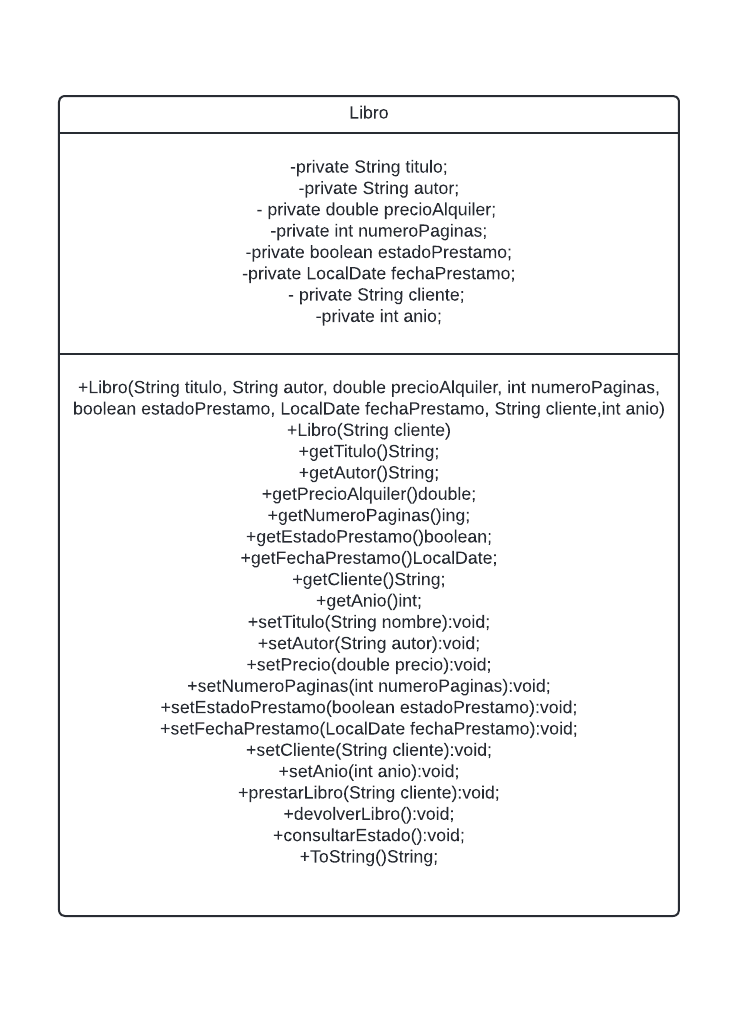 Libro
-private String titulo;
-private String autor;
- private double precioAlquiler;
-private int numeroPaginas;
-private boolean estadoPrestamo;
-private LocalDate fechaPrestamo;
- private String cliente;
-private int anio;
+Libro(String titulo, String autor, double precioAlquiler, int numeroPaginas,
boolean estadoPrestamo, LocalDate fechaPrestamo, String cliente,int anio)
+Libro(String cliente)
+getTitulo()String;
+getAutor()String;
+getPrecioAlquiler()double;
+getNumeroPaginas()ing;
+getEstadoPrestamo()boolean;
+getFechaPrestamo()LocalDate;
+getCliente()String;
+getAnio()int;
+setTitulo(String nombre):void;
+setAutor(String autor):void;
+setPrecio(double precio):void;
+setNumeroPaginas(int numeroPaginas):void;
+setEstadoPrestamo(boolean estadoPrestamo):void;
+setFechaPrestamo(LocalDate fechaPrestamo):void;
+setCliente(String cliente):void;
+setAnio(int anio):void;
+prestarLibro(String cliente):void;
+devolverLibro():void;
+consultarEstado():void;
+ToString()String;